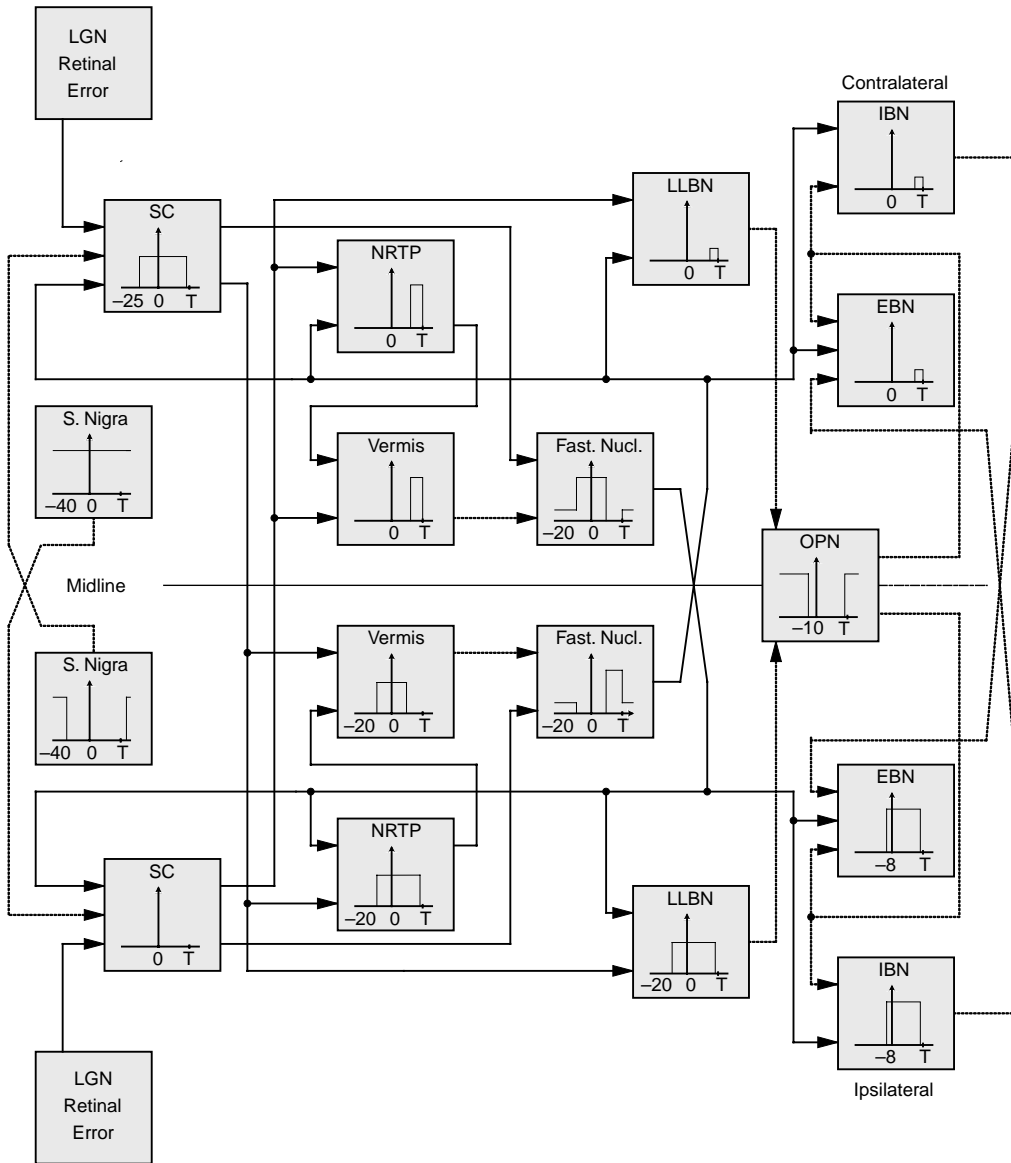 LGN
Retinal
Error
Contralateral
IBN
0 T
LLBN
0 T
SC
–25 0 T
NRTP
0 T
EBN
0 T
S. Nigra
–40 0 T
Vermis
0 T
Fast. Nucl.
–20 0 T
OPN
–10 T
Midline
S. Nigra
–40 0 T
Vermis
–20 0 T
Fast. Nucl.
–20 0 T
EBN
–8 T
NRTP
–20 0 T
SC
0 T
LLBN
–20 0 T
IBN
–8 T
Ipsilateral
LGN
Retinal
Error